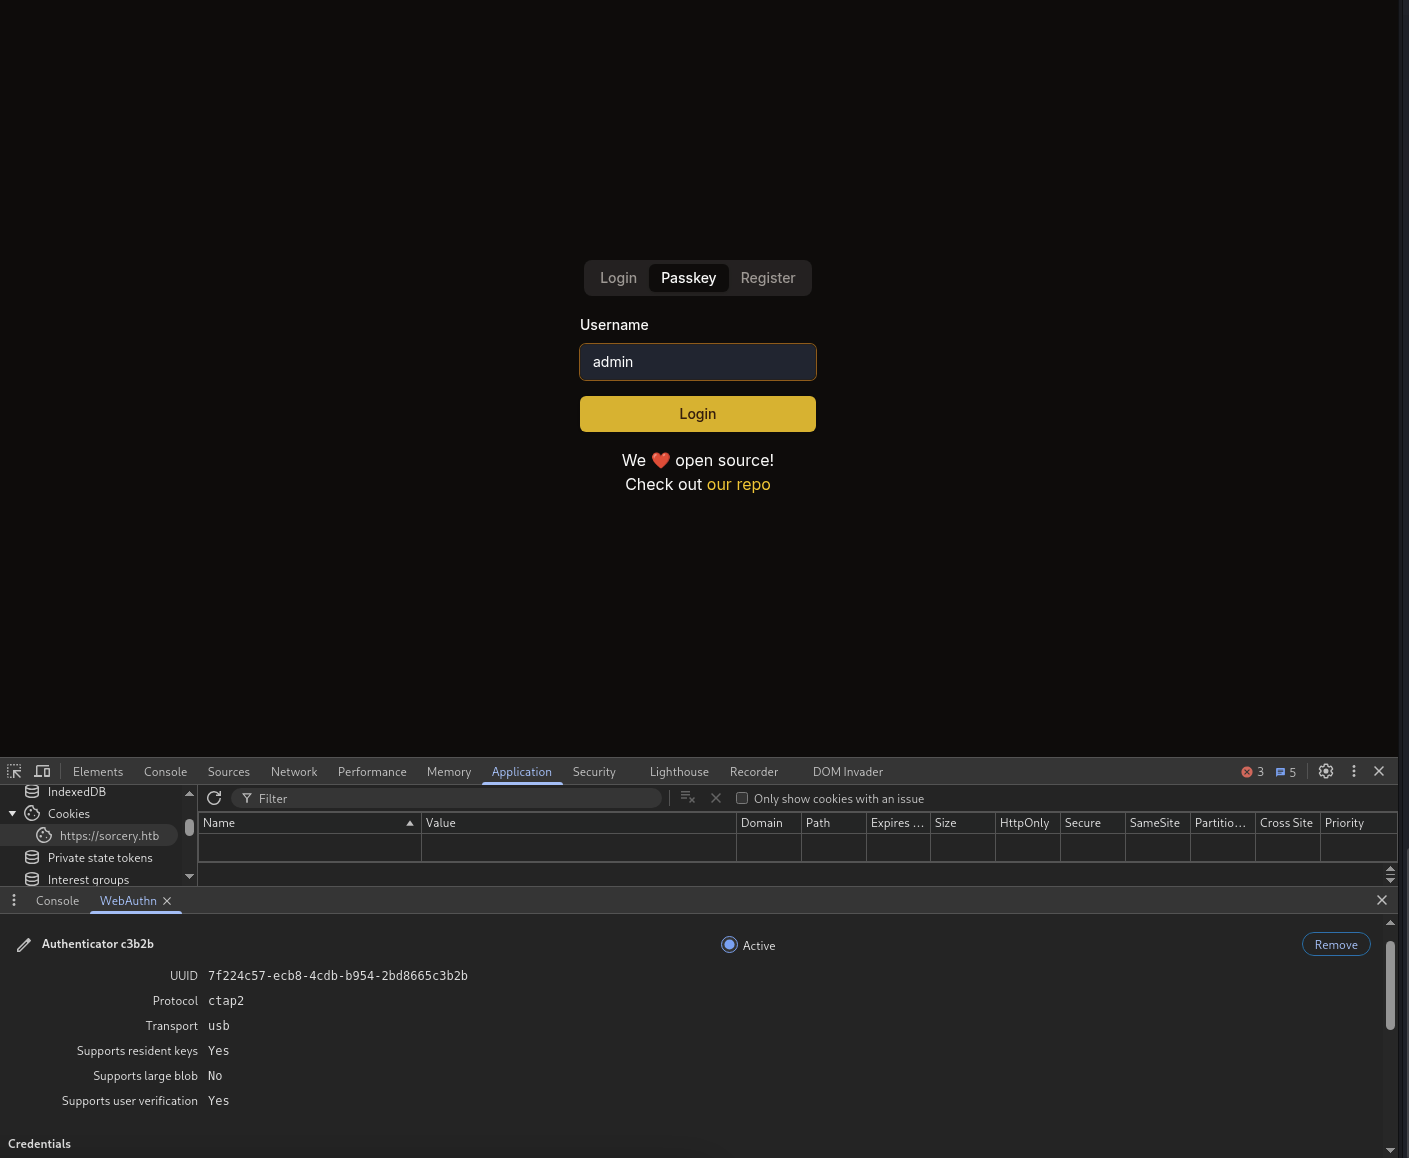 Login Passkey Register
Username
admin
Login
We ❤️ open source!
Check out our repo
Elements Console Sources Network Performance Memory Application Security Lighthouse Recorder DOM Invader 3 5
IndexedDB
Cookies
https://sorcery.htb
Private state tokens
Interest groups
Filter Only show cookies with an issue
Name Value Domain Path Expires ... Size HttpOnly Secure SameSite Partitio... Cross Site Priority
Console WebAuthn
Authenticator c3b2b Active Remove
UUID 7f224c57-ecb8-4cdb-b954-2bd8665c3b2b
Protocol ctap2
Transport usb
Supports resident keys Yes
Supports large blob No
Supports user verification Yes
Credentials